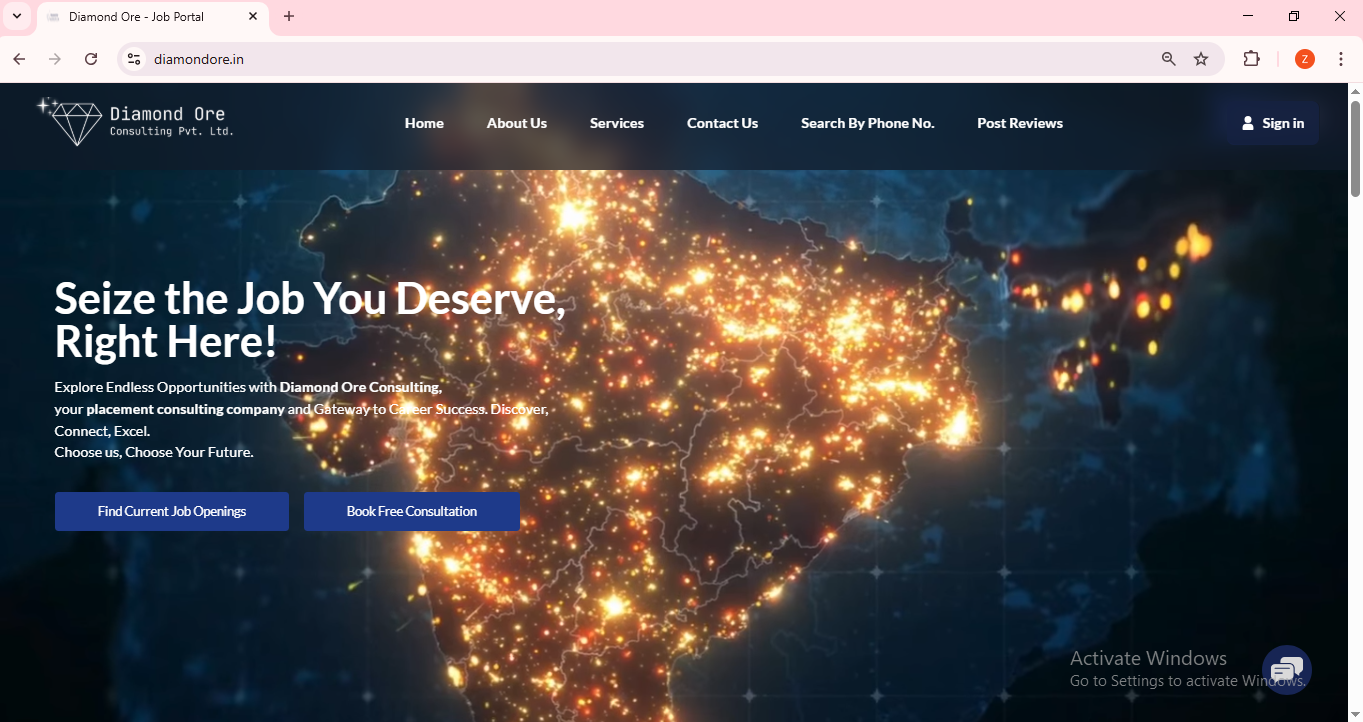 Diamond Ore - Job Portal
diamondore.in
Z
Diamond Ore
Consulting Pvt. Ltd.
Home
About Us
Services
Contact Us
Search By Phone No.
Post Reviews
Sign in
Seize the Job You Deserve,
Right Here!
Explore Endless Opportunities with Diamond Ore Consulting,
your placement consulting company and Gateway to Career Success. Discover,
Connect, Excel.
Choose us, Choose Your Future.
Find Current Job Openings
Book Free Consultation
Activate Windows
Go to Settings to activate Windows.